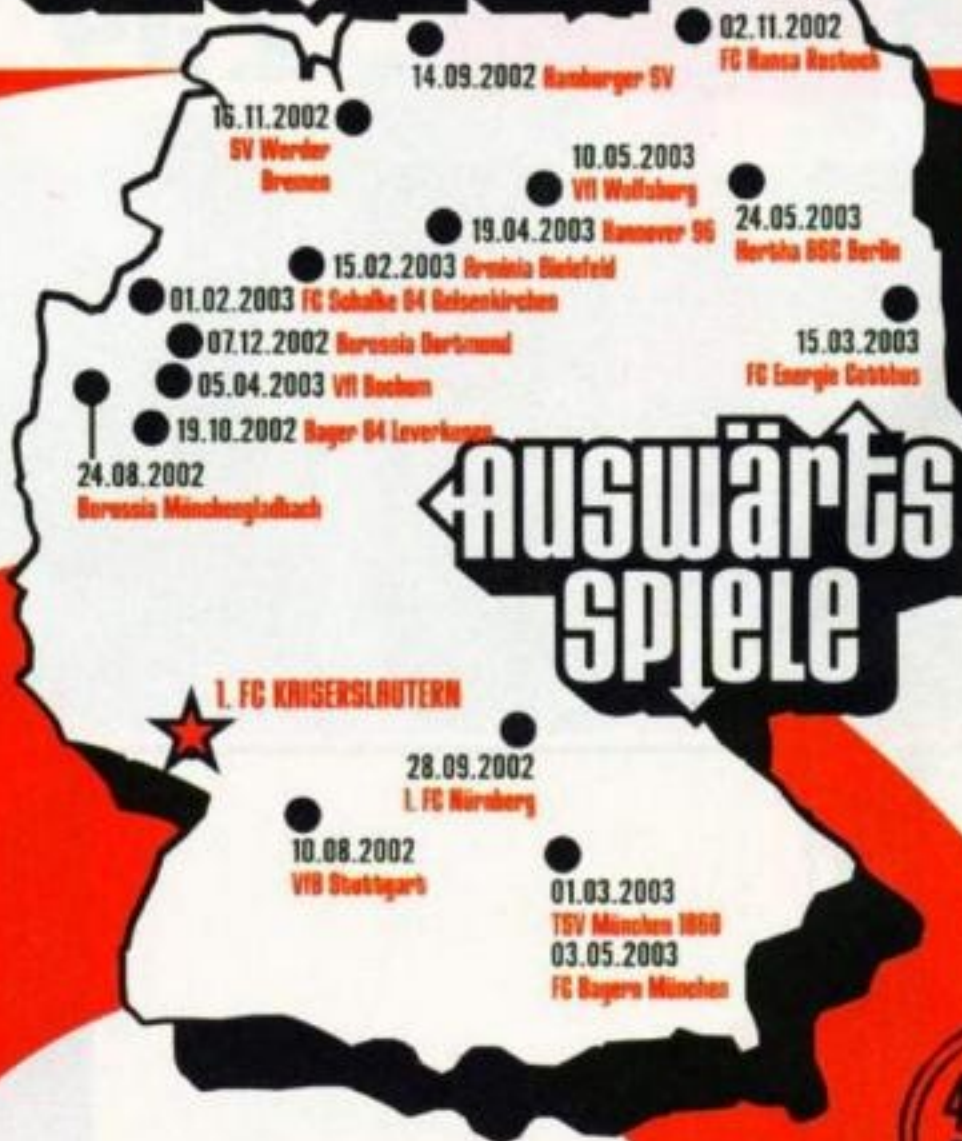 02.11.2002
FC Hansa Rostock
14.09.2002 Hamburger SV
16.11.2002
SV Werder
Bremen
10.05.2003
Vfl Wolfsburg
24.05.2003
Hertha BSC Berlin
19.04.2003 Hannover 96
15.02.2003 Arminia Bielefeld
01.02.2003 FC Schalke 04 Gelsenkirchen
07.12.2002 Borussia Dortmund
15.03.2003
FC Energie Cottbus
05.04.2003 Vfl Bochum
19.10.2002 Bayer 04 Leverkusen
24.08.2002
Borussia Mönchengladbach
AUSWÄRTS
SPIELE
1. FC KAISERSLAUTERN
28.09.2002
1. FC Nürnberg
10.08.2002
VfB Stuttgart
01.03.2003
TSV München 1860
03.05.2003
FC Bayern München